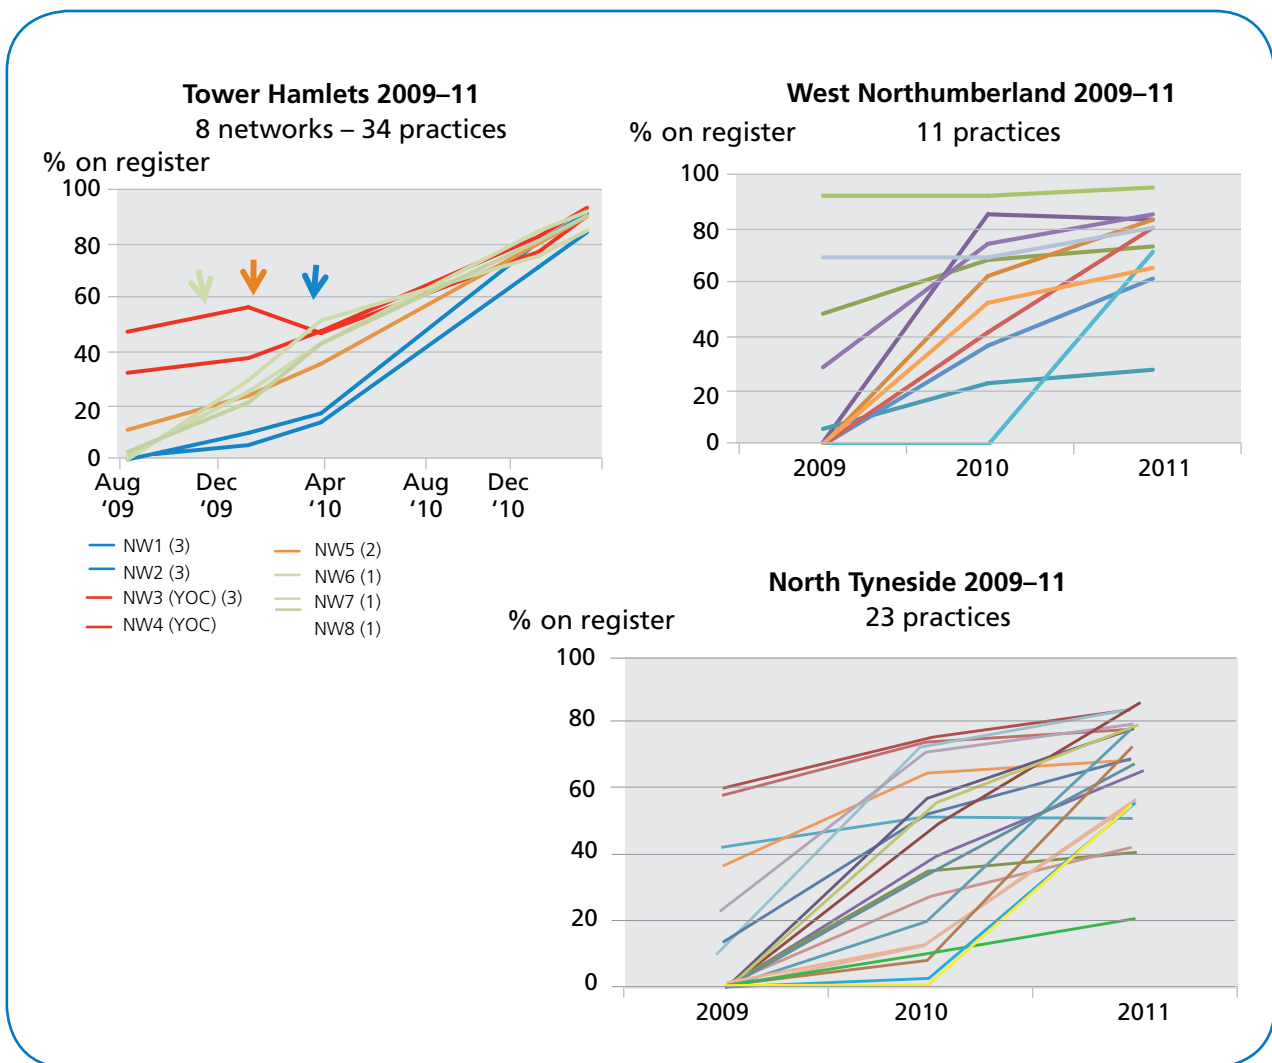 Tower Hamlets 2009–11
8 networks – 34 practices
% on register
100
80
60
40
20
0
Aug ‘09
Dec ‘09
Apr ‘10
Aug ‘10
Dec ‘10
NW1 (3)
NW2 (3)
NW3 (YOC) (3)
NW4 (YOC)
NW5 (2)
NW6 (1)
NW7 (1)
NW8 (1)
West Northumberland 2009–11
% on register
11 practices
100
80
60
40
20
0
2009
2010
2011
North Tyneside 2009–11
% on register
23 practices
100
80
60
40
20
0
2009
2010
2011